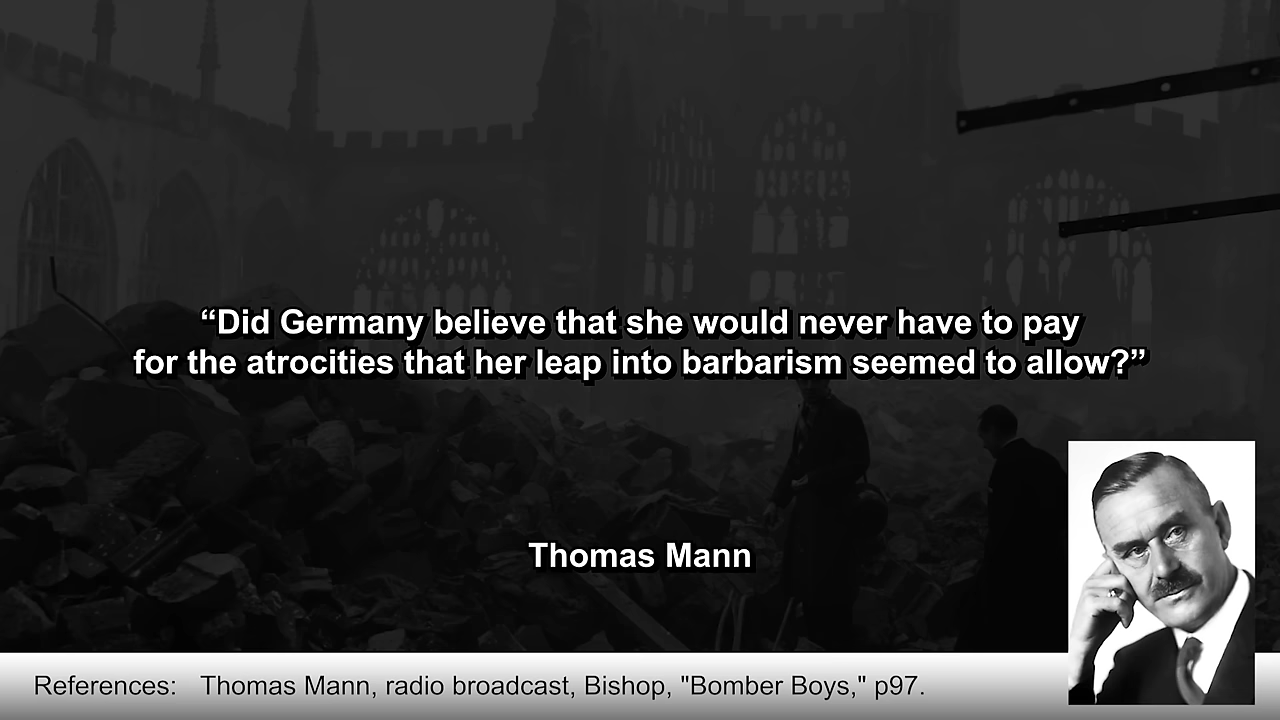 “Did Germany believe that she would never have to pay
for the atrocities that her leap into barbarism seemed to allow?”
Thomas Mann
References: Thomas Mann, radio broadcast, Bishop, "Bomber Boys," p97.